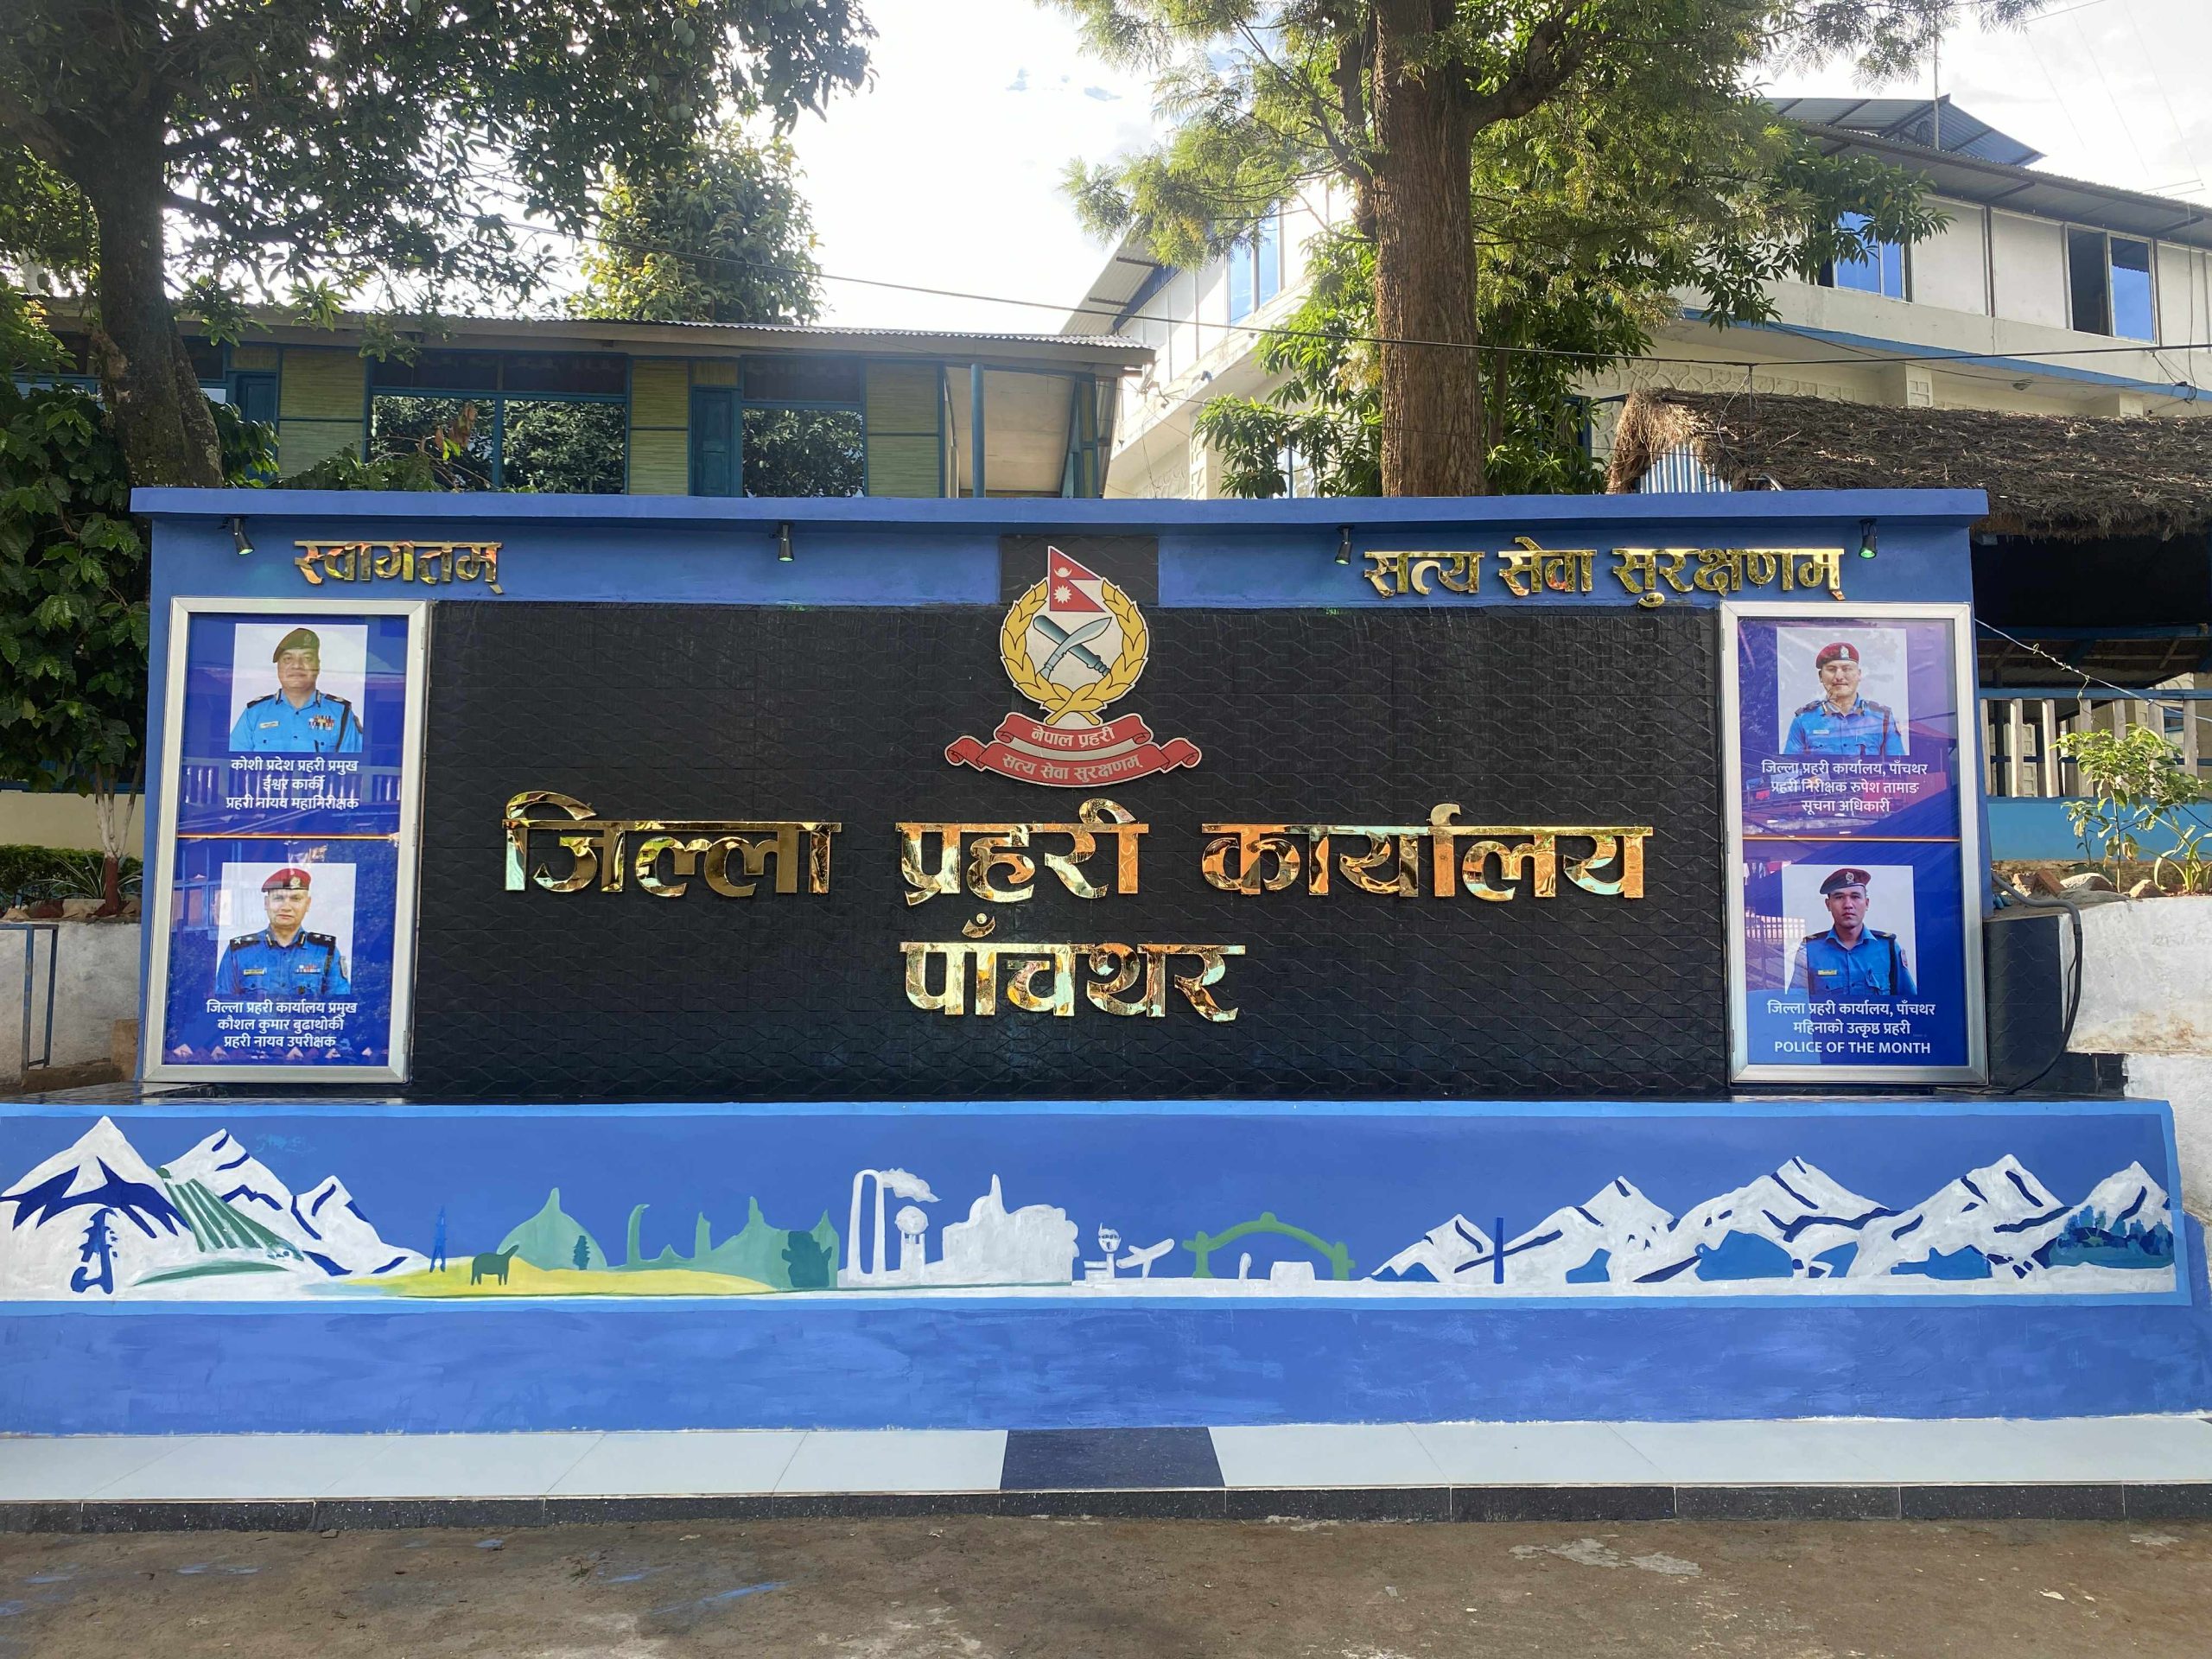 स्वागतम्
सत्य सेवा सुरक्षणम्
नेपाल प्रहरी
सत्य सेवा सुरक्षणम्
जिल्ला प्रहरी कार्यालय
पाँचथर
कोशी प्रदेश प्रहरी प्रमुख
ईश्वर कार्की
प्रहरी नायव महानिरीक्षक
जिल्ला प्रहरी कार्यालय प्रमुख
कौशल कुमार बुढाथोकी
प्रहरी नायव उपरीक्षक
जिल्ला प्रहरी कार्यालय, पाँचथर
प्रहरी निरीक्षक रुपेश तामाङ
सूचना अधिकारी
जिल्ला प्रहरी कार्यालय, पाँचथर
महिनाको उत्कृष्ठ प्रहरी
POLICE OF THE MONTH